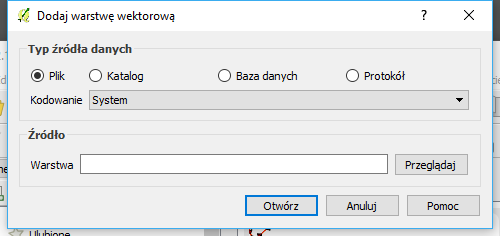 Dodaj warstwę wektorową
Typ źródła danych
Plik Katalog Baza danych Protokół
Kodowanie System
Źródło
Warstwa Przeglądaj
Otwórz Anuluj Pomoc
Ulubione